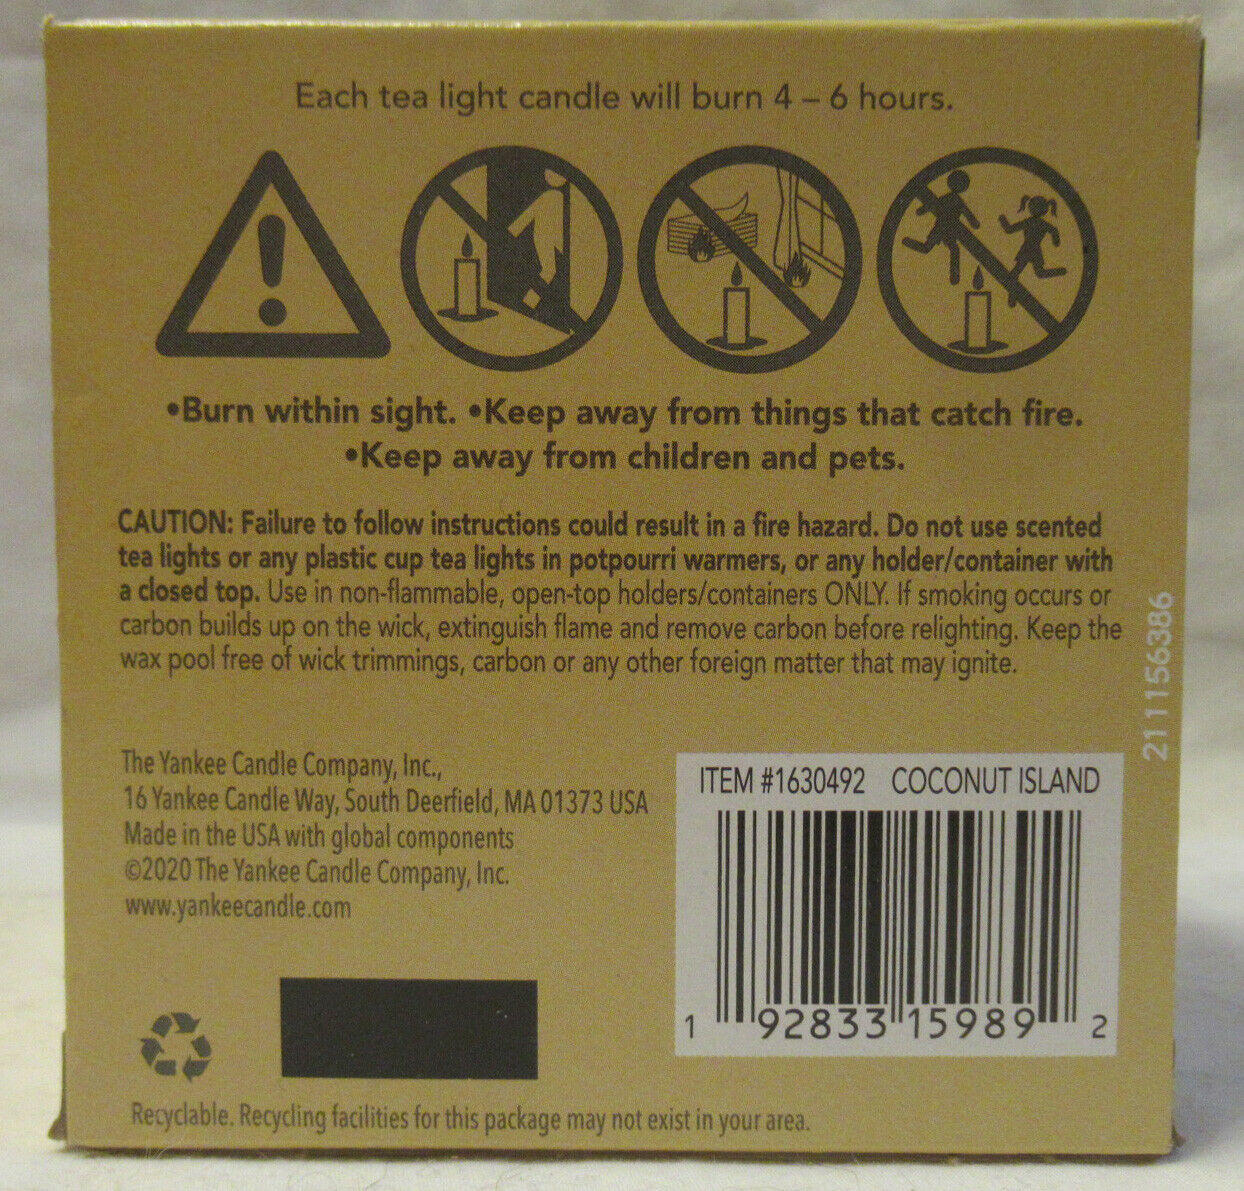 Each tea light candle will burn 4 – 6 hours.
•Burn within sight. •Keep away from things that catch fire.
•Keep away from children and pets.
CAUTION: Failure to follow instructions could result in a fire hazard. Do not use scented
tea lights or any plastic cup tea lights in potpourri warmers, or any holder/container with
a closed top. Use in non-flammable, open-top holders/containers ONLY. If smoking occurs or
carbon builds up on the wick, extinguish flame and remove carbon before relighting. Keep the
wax pool free of wick trimmings, carbon or any other foreign matter that may ignite.
211156386
The Yankee Candle Company, Inc.,
16 Yankee Candle Way, South Deerfield, MA 01373 USA
Made in the USA with global components
©2020 The Yankee Candle Company, Inc.
www.yankeecandle.com
ITEM #1630492 COCONUT ISLAND
1 92833 15989 2
Recyclable. Recycling facilities for this package may not exist in your area.